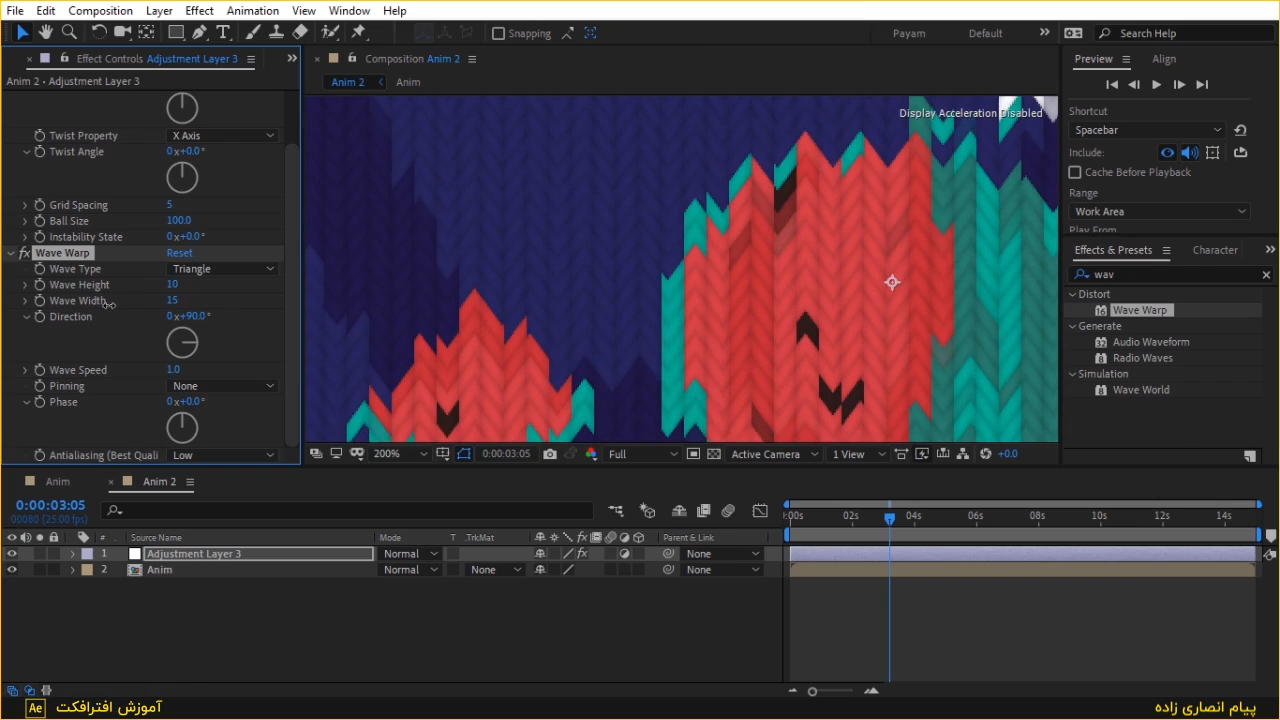 File Edit Composition Layer Effect Animation View Window Help
Snapping Payam Default Search Help
Effect Controls Adjustment Layer 3
Anim 2 • Adjustment Layer 3
Twist Property X Axis
Twist Angle 0x+0.0°
Grid Spacing 5
Ball Size 100.0
Instability State 0x+0.0°
fx Wave Warp Reset
Wave Type Triangle
Wave Height 10
Wave Width 15
Direction 0x+90.0°
Wave Speed 1.0
Pinning None
Phase 0x+0.0°
Antialiasing (Best Quali Low
Composition Anim 2
Anim 2 Anim
Display Acceleration Disabled
200% 0:00:03:05 Full Active Camera 1 View +0.0
Preview Align
Shortcut
Spacebar
Include:
Cache Before Playback
Range
Work Area
Play From
Effects & Presets Character
wav
Distort
16 Wave Warp
Generate
32 Audio Waveform
8 Radio Waves
Simulation
8 Wave World
Anim Anim 2
0:00:03:05
00080 (25.00 fps)
# Source Name Mode T .TrkMat Parent & Link
1 Adjustment Layer 3 Normal None
2 Anim Normal None None
:00s 02s 04s 06s 08s 10s 12s 14s
Ae آموزش افترافکت
پیام انصاری زاده